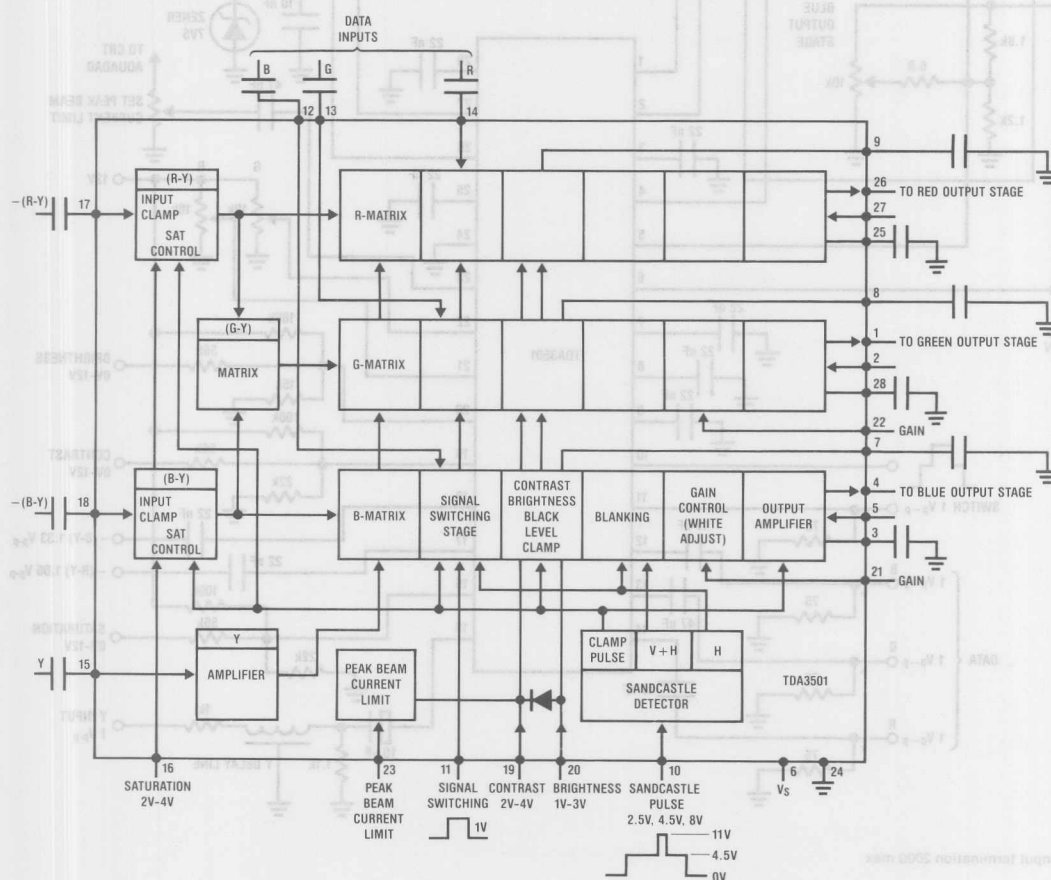 DATA
INPUTS
B
G
R
12
13
14
9
(R-Y)
INPUT
CLAMP
SAT
CONTROL
−(R-Y)
17
R-MATRIX
26
TO RED OUTPUT STAGE
27
25
8
(G-Y)
MATRIX
G-MATRIX
1
TO GREEN OUTPUT STAGE
2
28
22
GAIN
7
(B-Y)
INPUT
CLAMP
SAT
CONTROL
−(B-Y)
18
B-MATRIX
SIGNAL
SWITCHING
STAGE
CONTRAST
BRIGHTNESS
BLACK
LEVEL
CLAMP
BLANKING
GAIN
CONTROL
(WHITE
ADJUST)
OUTPUT
AMPLIFIER
4
TO BLUE OUTPUT STAGE
5
3
21
GAIN
Y
15
Y
AMPLIFIER
PEAK BEAM
CURRENT
LIMIT
CLAMP
PULSE
V + H
H
SANDCASTLE
DETECTOR
TDA3501
16
SATURATION
2V–4V
23
PEAK
BEAM
CURRENT
LIMIT
11
SIGNAL
SWITCHING
1V
19
CONTRAST
2V–4V
20
BRIGHTNESS
1V–3V
10
SANDCASTLE
PULSE
2.5V, 4.5V, 8V
11V
4.5V
0V
6
VS
24